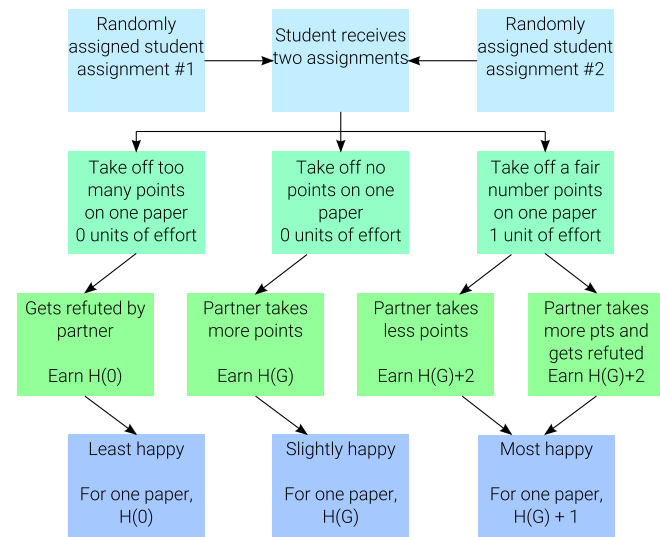 Randomly
assigned student
assignment #1
Student receives
two assignments
Randomly
assigned student
assignment #2
Take off too
many points
on one paper
0 units of effort
Take off no
points on one
paper
0 units of effort
Take off a fair
number points
on one paper
1 unit of effort
Gets refuted by
partner
Earn H(0)
Partner takes
more points
Earn H(G)
Partner takes
less points
Earn H(G)+2
Partner takes
more pts and
gets refuted
Earn H(G)+2
Least happy
For one paper,
H(0)
Slightly happy
For one paper,
H(G)
Most happy
For one paper,
H(G) + 1